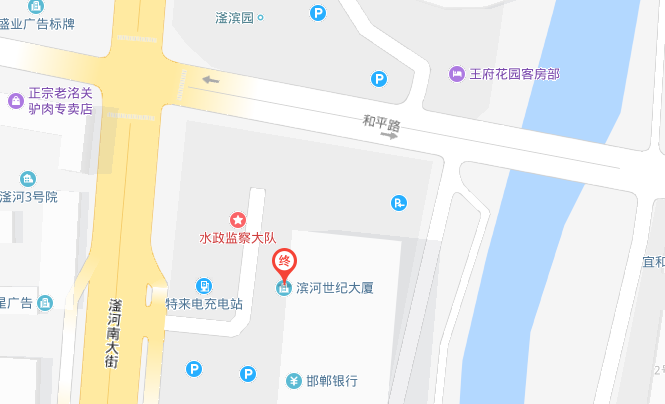 滏滨园
P
盛业广告标牌
P
王府花园客房部
正宗老洺关
驴肉专卖店
和平路
滏河3号院
水政监察大队
终
宜和
滨河世纪大厦
星广告
特来电充电站
滏河南大街
P
P
邯郸银行
2号